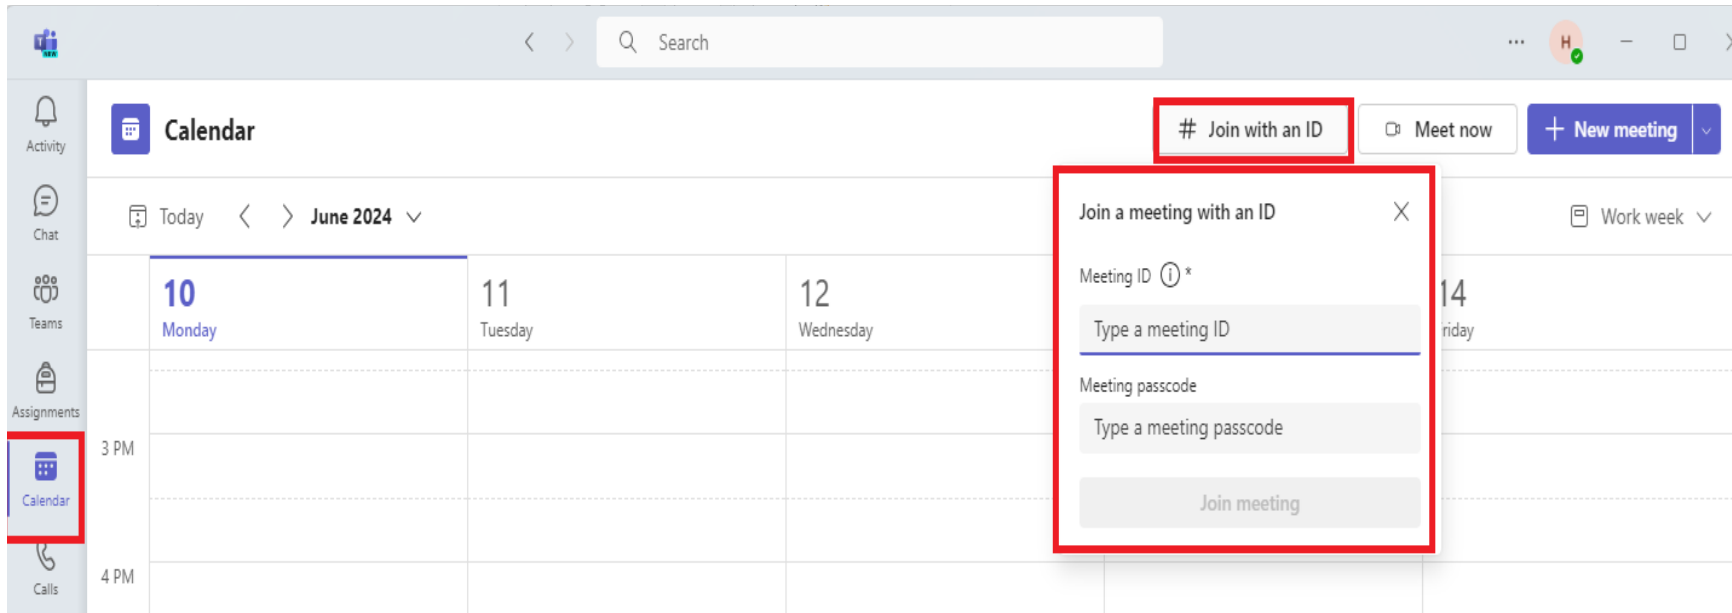 NEW
Search
...
H
Activity
Chat
Teams
Assignments
Calendar
Calls
Calendar
# Join with an ID
Meet now
+ New meeting
Today
June 2024
Work week
10
Monday
11
Tuesday
12
Wednesday
14
riday
3 PM
4 PM
Join a meeting with an ID
Meeting ID *
Type a meeting ID
Meeting passcode
Type a meeting passcode
Join meeting